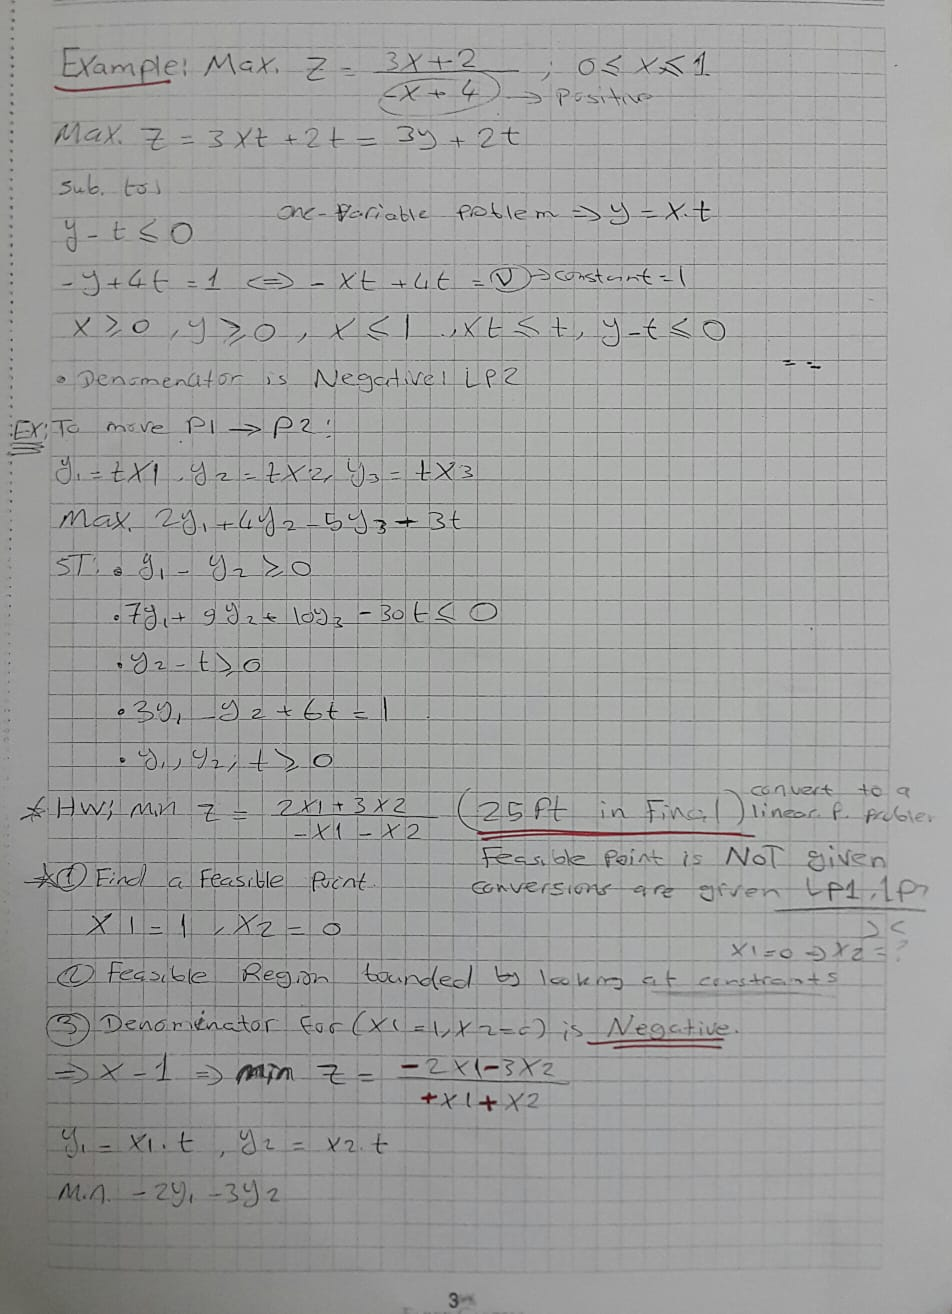 Example: Max. Z = 3x+2 / -x + 4 → Positive ; 0 ≤ x ≤ 1
Max. Z = 3xt + 2t = 3y + 2t
Sub. to:
one-variable problem ⇒ y = x.t
y - t ≤ 0
-y + 4t = 1 ⇔ - xt + 4t = → constant = 1
x ≥ 0, y ≥ 0, x ≤ 1, xt ≤ t, y - t ≤ 0
• Denomenator is Negative! LP2
Ex: To move P1 → P2:
y1 = tx1, y2 = tx2, y3 = tx3
Max. 2y1 + 4y2 - 5y3 + 3t
ST: • y1 - y2 ≥ 0
• 7y1 + 9y2 + 10y3 - 30t ≤ 0
• y2 - t ≥ 0
• 3y1 - y2 + 6t = 1
• y1, y2, t ≥ 0
* HW: min Z = 2x1 + 3x2 / -x1 - x2 (25 Pt in Final) convert to a linear P. problem
Feasible Point is NOT given
* ① Find a Feasible Point. conversions are given LP1, LP2
x1 = 1, x2 = 0
x1=0 ⇒ x2 = ?
② Feasible Region bounded by looking at constraints
③ Denominator for (x1 = 1, x2 = 0) is Negative.
⇒ x - 1 ⇒ min Z = -2x1-3x2 / +x1+x2
y1 = x1.t, y2 = x2.t
Min. -2y1 -3y2
3